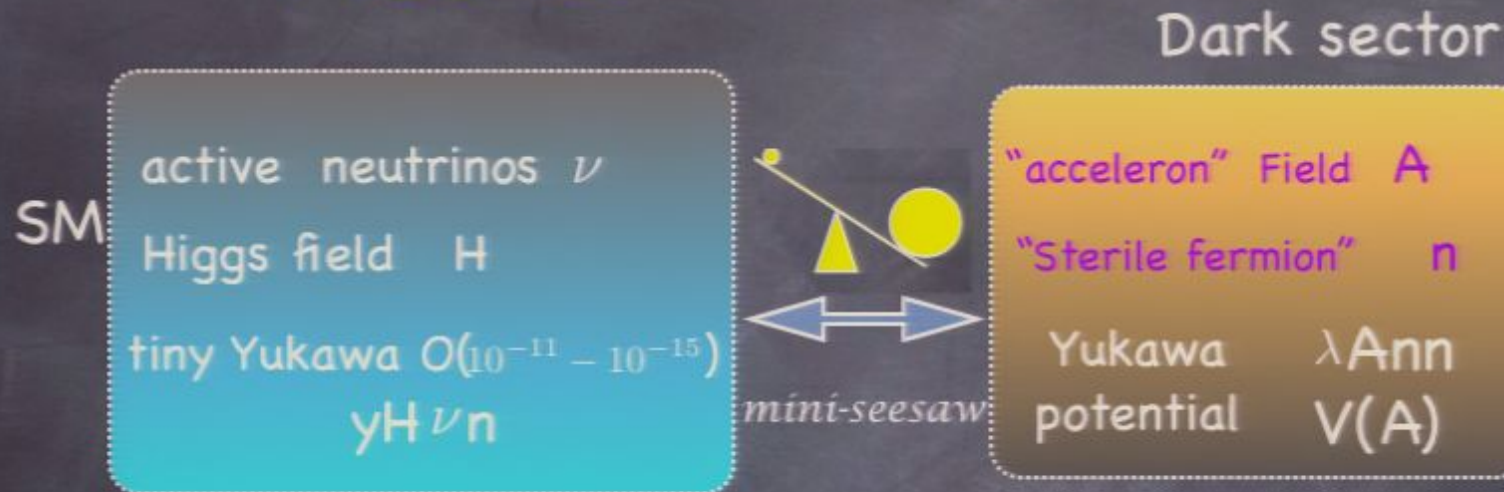 Dark sector
SM
active neutrinos ν
Higgs field H
tiny Yukawa O(10⁻¹¹ – 10⁻¹⁵)
yHνn
mini-seesaw
"acceleron" Field A
"Sterile fermion" n
Yukawa λAnn
potential V(A)